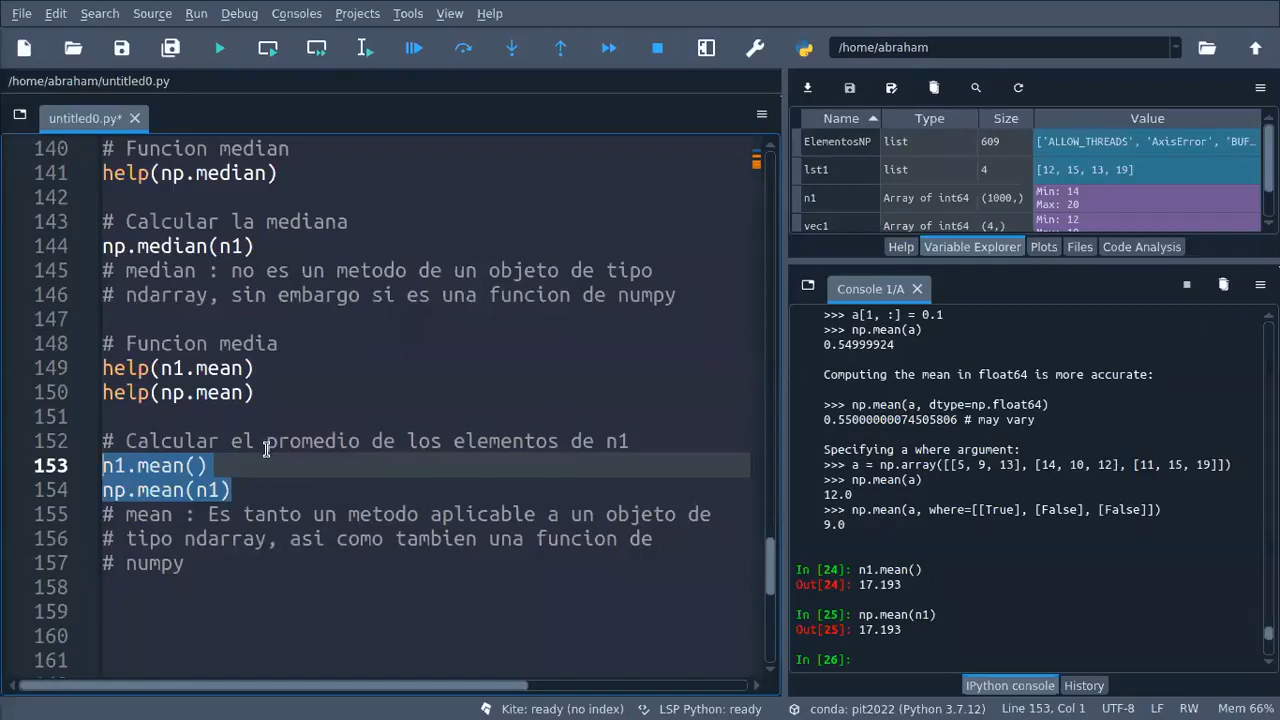 File Edit Search Source Run Debug Consoles Projects Tools View Help
/home/abraham
/home/abraham/untitled0.py
untitled0.py*
140 # Funcion median
141 help(np.median)
142
143 # Calcular la mediana
144 np.median(n1)
145 # median : no es un metodo de un objeto de tipo
146 # ndarray, sin embargo si es una funcion de numpy
147
148 # Funcion media
149 help(n1.mean)
150 help(np.mean)
151
152 # Calcular el promedio de los elementos de n1
153 n1.mean()
154 np.mean(n1)
155 # mean : Es tanto un metodo aplicable a un objeto de
156 # tipo ndarray, asi como tambien una funcion de
157 # numpy
158
159
160
161
Name Type Size Value
ElementosNP list 609 ['ALLOW_THREADS', 'AxisError', 'BUF…
lst1 list 4 [12, 15, 13, 19]
n1 Array of int64 (1000,) Min: 14
Max: 20
vec1 Array of int64 (4,) Min: 12
Help Variable Explorer Plots Files Code Analysis
Console 1/A
>>> a[1, :] = 0.1
>>> np.mean(a)
0.54999924
Computing the mean in float64 is more accurate:
>>> np.mean(a, dtype=np.float64)
0.55000000074505806 # may vary
Specifying a where argument:
>>> a = np.array([[5, 9, 13], [14, 10, 12], [11, 15, 19]])
>>> np.mean(a)
12.0
>>> np.mean(a, where=[[True], [False], [False]])
9.0
In [24]: n1.mean()
Out[24]: 17.193
In [25]: np.mean(n1)
Out[25]: 17.193
In [26]:
IPython console History
Kite: ready (no index) LSP Python: ready conda: pit2022 (Python 3.7.12) Line 153, Col 1 UTF-8 LF RW Mem 66%